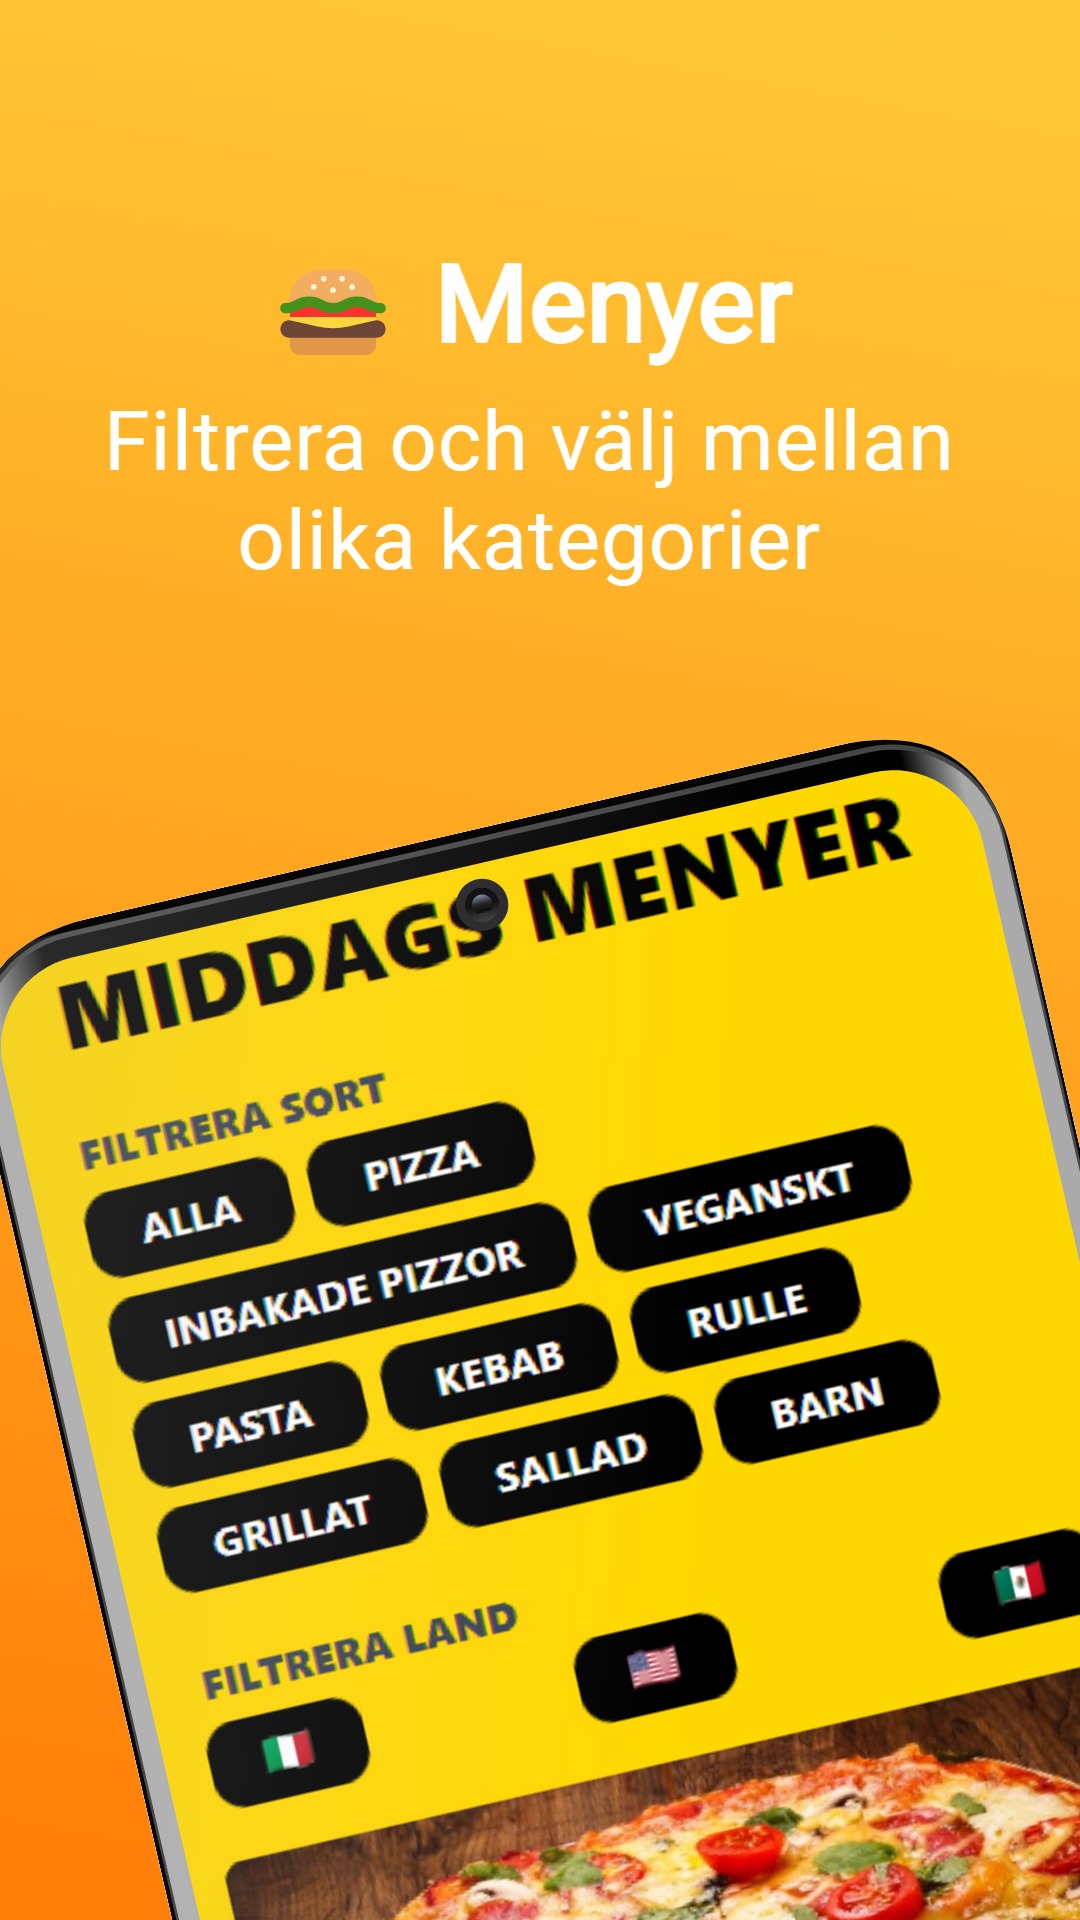 Menyer
Filtrera och välj mellan
olika kategorier
MIDDAGS MENYER
FILTRERA SORT
ALLA
PIZZA
INBAKADE PIZZOR
VEGANSKT
PASTA
KEBAB
RULLE
GRILLAT
SALLAD
BARN
FILTRERA LAND